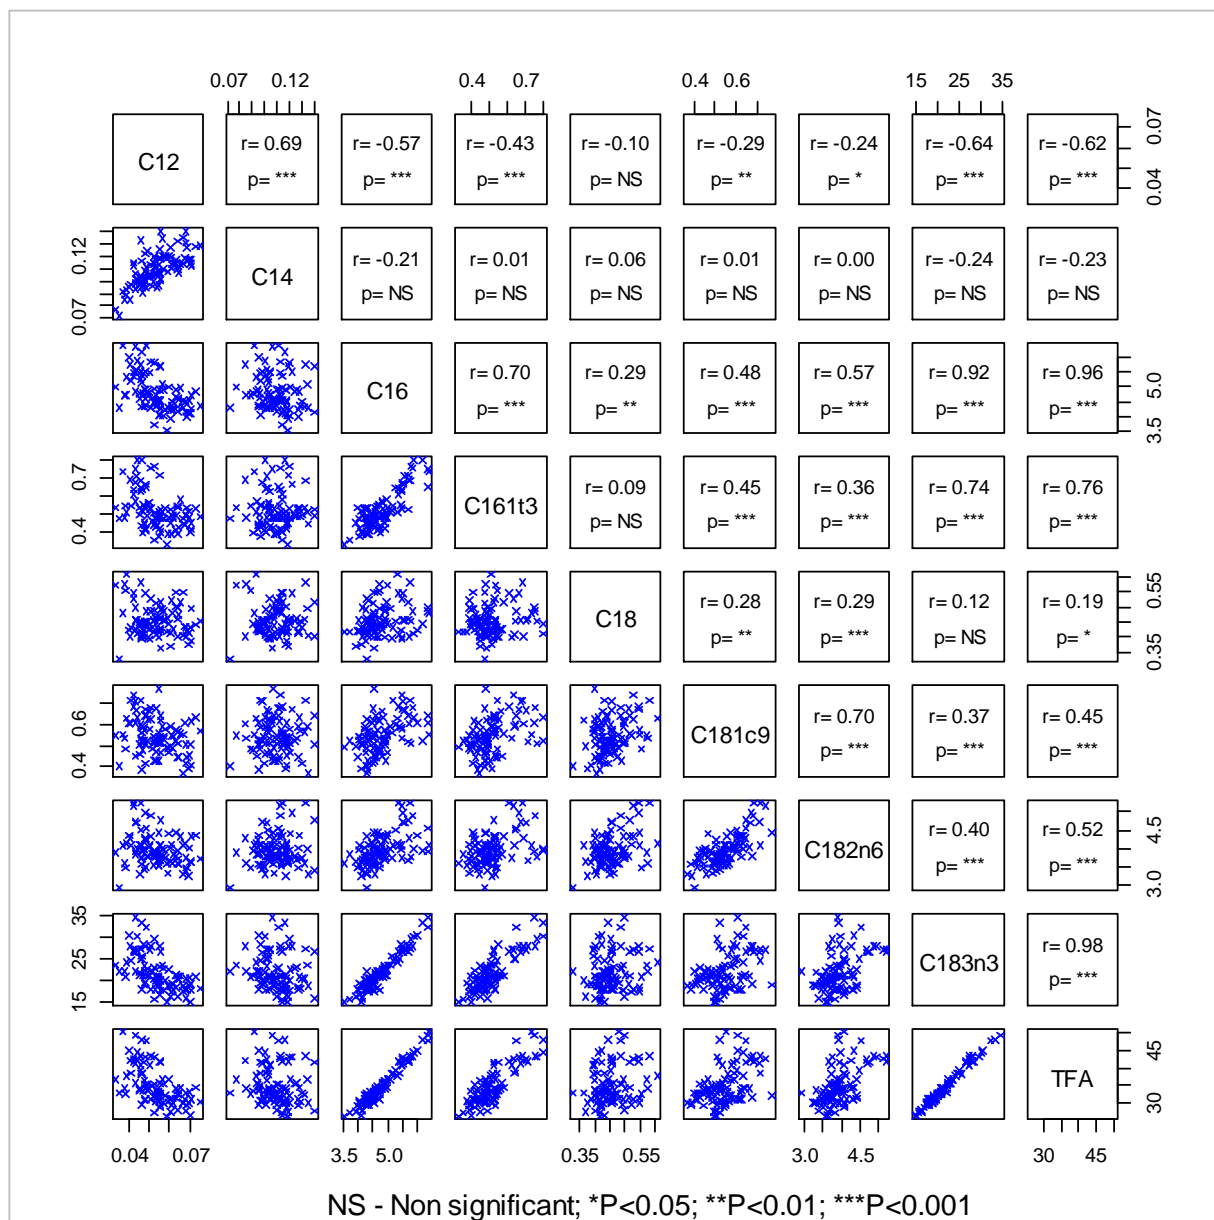 0.07 0.12 0.4 0.7 0.4 0.6 15 25 35
C12 r= 0.69 r= -0.57 r= -0.43 r= -0.10 r= -0.29 r= -0.24 r= -0.64 r= -0.62 0.04 0.07
p= *** p= *** p= *** p= NS p= ** p= * p= *** p= ***
0.07 0.12 C14 r= -0.21 r= 0.01 r= 0.06 r= 0.01 r= 0.00 r= -0.24 r= -0.23
p= NS p= NS p= NS p= NS p= NS p= NS p= NS
C16 r= 0.70 r= 0.29 r= 0.48 r= 0.57 r= 0.92 r= 0.96 3.5 5.0
p= *** p= ** p= *** p= *** p= *** p= ***
0.4 0.7 C161t3 r= 0.09 r= 0.45 r= 0.36 r= 0.74 r= 0.76
p= NS p= *** p= *** p= *** p= ***
C18 r= 0.28 r= 0.29 r= 0.12 r= 0.19 0.35 0.55
p= ** p= *** p= NS p= *
0.4 0.6 C181c9 r= 0.70 r= 0.37 r= 0.45
p= *** p= *** p= ***
C182n6 r= 0.40 r= 0.52 3.0 4.5
p= *** p= ***
15 25 35 C183n3 r= 0.98
p= ***
TFA 30 45
0.04 0.07 3.5 5.0 0.35 0.55 3.0 4.5 30 45
NS - Non significant; *P<0.05; **P<0.01; ***P<0.001